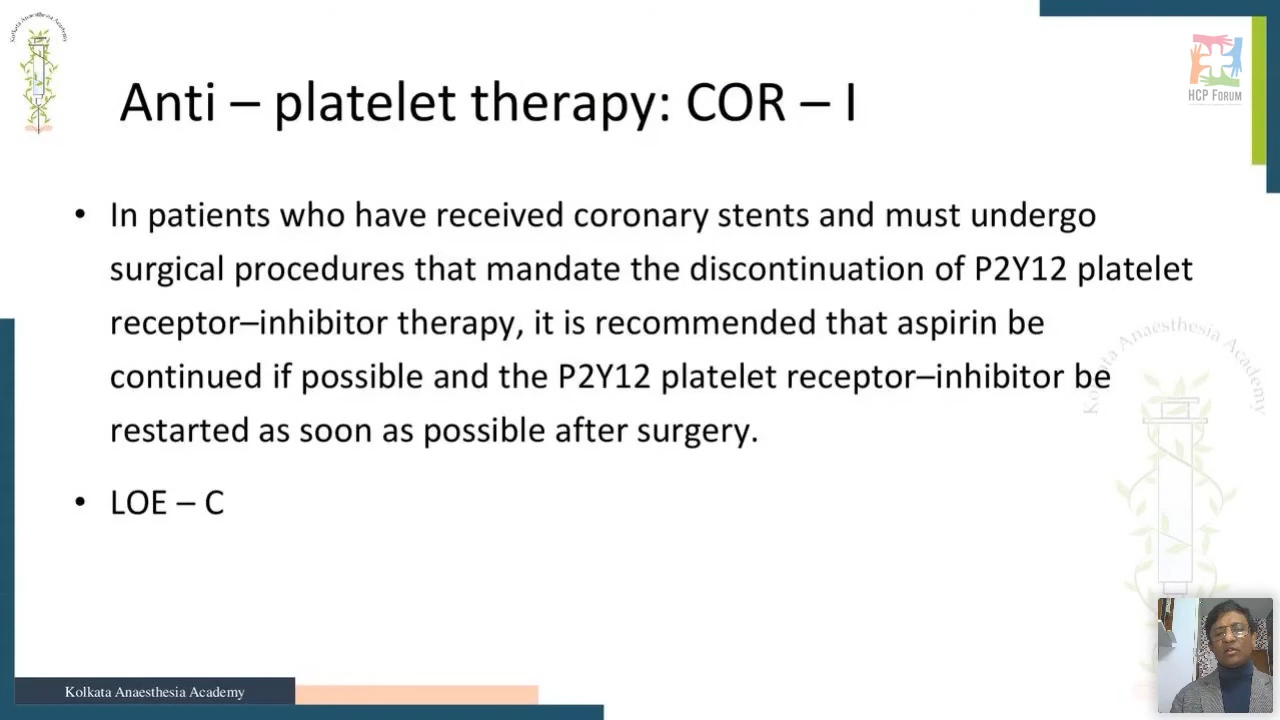 Kolkata Anaesthesia Academy
HCP FORUM
Anti – platelet therapy: COR – I
• In patients who have received coronary stents and must undergo
surgical procedures that mandate the discontinuation of P2Y12 platelet
receptor–inhibitor therapy, it is recommended that aspirin be
continued if possible and the P2Y12 platelet receptor–inhibitor be
restarted as soon as possible after surgery.
• LOE – C
Kolkata Anaesthesia Academy
Kolkata Anaesthesia Academy